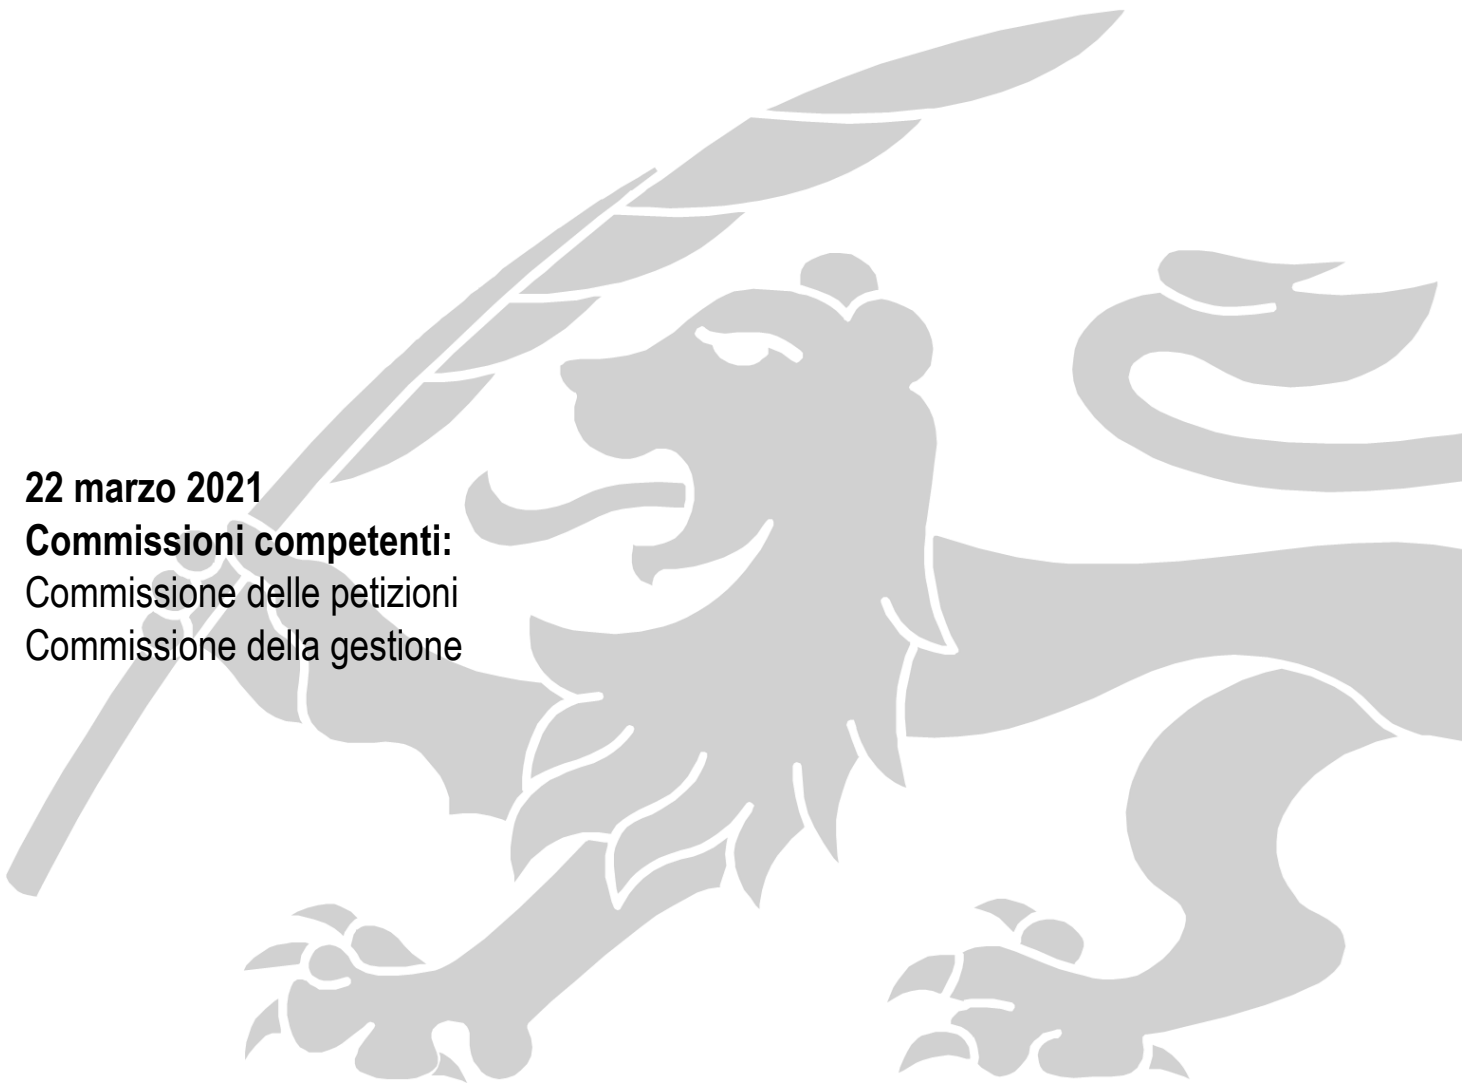 22 marzo 2021
Commissioni competenti:
Commissione delle petizioni
Commissione della gestione